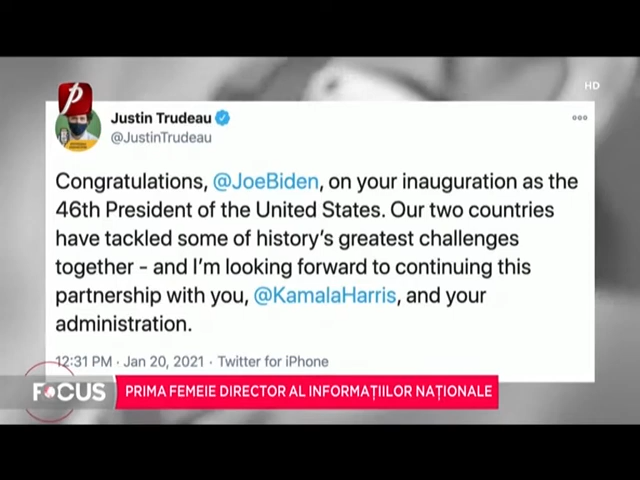 p
HD
Justin Trudeau
@JustinTrudeau
Congratulations, @JoeBiden, on your inauguration as the
46th President of the United States. Our two countries
have tackled some of history's greatest challenges
together - and I'm looking forward to continuing this
partnership with you, @KamalaHarris, and your
administration.
12:31 PM · Jan 20, 2021 · Twitter for iPhone
FOCUS
PRIMA FEMEIE DIRECTOR AL INFORMAȚIILOR NAȚIONALE